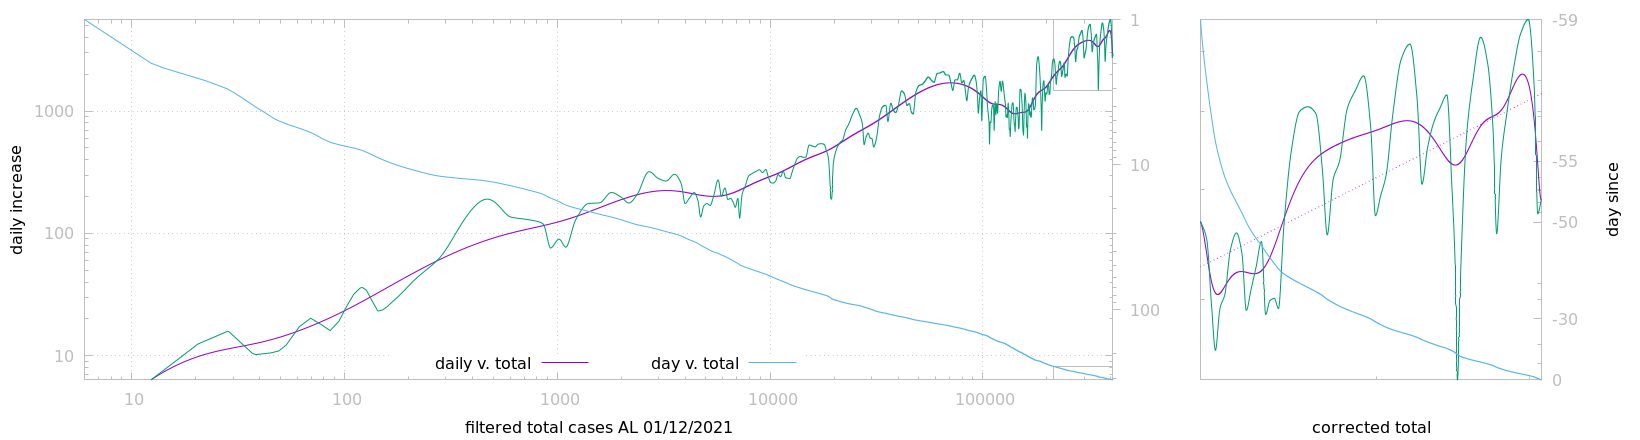 daily increase
1000
100
10
10
100
1000
10000
100000
1
10
100
daily v. total
day v. total
filtered total cases AL 01/12/2021
-59
-55
-50
-30
0
day since
corrected total